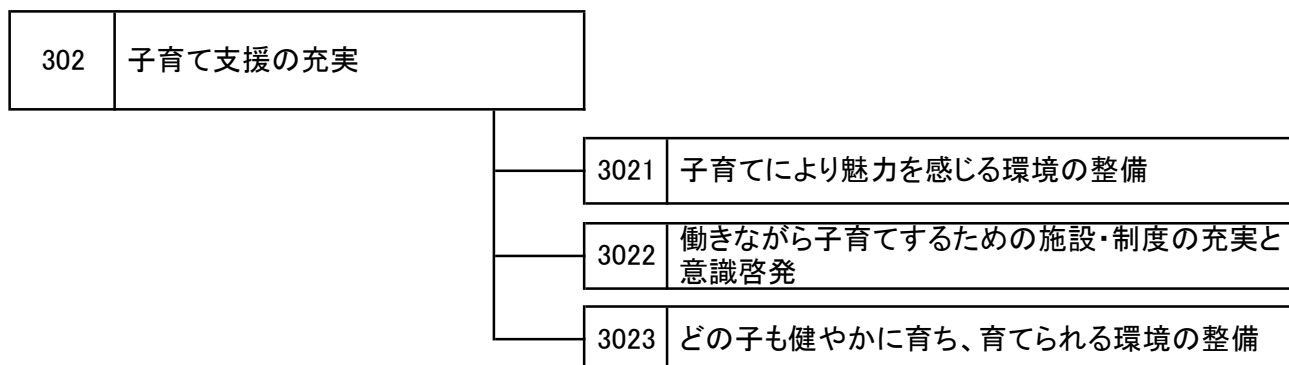 302 子育て支援の充実
3021 子育てにより魅力を感じる環境の整備
3022 働きながら子育てするための施設・制度の充実と
意識啓発
3023 どの子も健やかに育ち、育てられる環境の整備